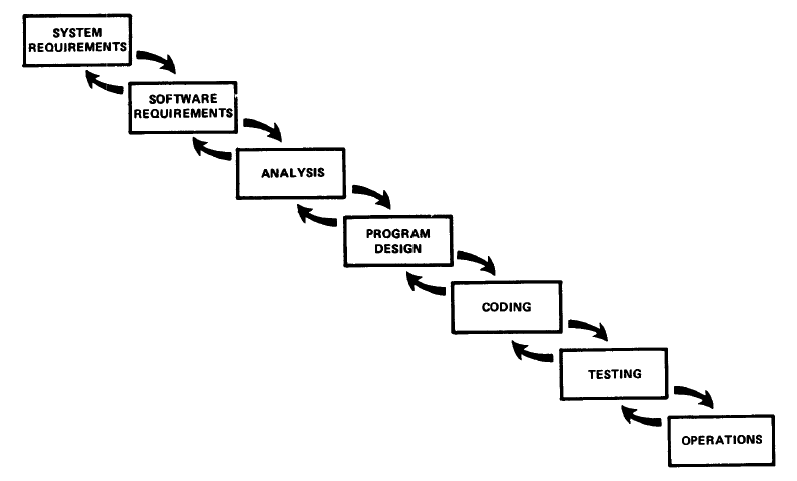 SYSTEM
REQUIREMENTS
SOFTWARE
REQUIREMENTS
ANALYSIS
PROGRAM
DESIGN
CODING
TESTING
OPERATIONS